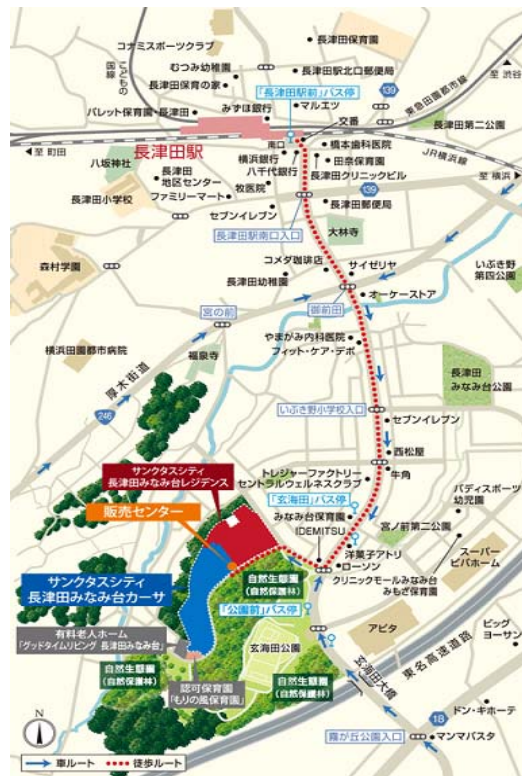 コナミスポーツクラブ
こどもの
国線
むつみ幼稚園
長津田保育の家
パレット保育園・長津田
みずほ銀行
長津田保育園
長津田駅北口郵便局
「長津田駅前」バス停
マルエツ
交番
139
至 渋谷
東急田園都市線
長津田第二公園
至 町田
長津田駅
南口
橋本歯科医院
田奈保育園
長津田クリニックビル
JR横浜線
至 横浜
八坂神社
長津田
地区センター
ファミリーマート
横浜銀行
八千代銀行
牧医院
139
長津田小学校
セブンイレブン
長津田郵便局
長津田駅南口入口
大林寺
森村学園
コメダ珈琲店
サイゼリヤ
長津田幼稚園
いぶき野
第四公園
御前田
オーケーストア
宮の前
横浜田園都市病院
福泉寺
やまがみ内科医院
フィット・ケア・デポ
厚木街道
246
長津田
みなみ台公園
いぶき野小学校入口
セブンイレブン
西松屋
牛角
サンクタスシティ
長津田みなみ台レジデンス
トレジャーファクトリー
セントラルウェルネスクラブ
「玄海田」バス停
バディスポーツ
幼児園
販売センター
みなみ台保育園
IDEMITSU
宮ノ前第二公園
洋菓子アトリ
ローソン
スーパー
ビバホーム
サンクタスシティ
長津田みなみ台カーサ
自然生態園
(自然保護林)
クリニックモールみなみ台
みもざ保育園
「公園前」バス停
有料老人ホーム
「グッドタイムリビング 長津田みなみ台」
アピタ
ビッグ
ヨーサン
玄海田公園
東名高速道路
自然生態園
(自然保護林)
認可保育園
「もりの風保育園」
自然生態園
(自然保護林)
玄海田大橋
18
ドン・キホーテ
霧が丘公園入口
マンマパスタ
N
車ルート
徒歩ルート